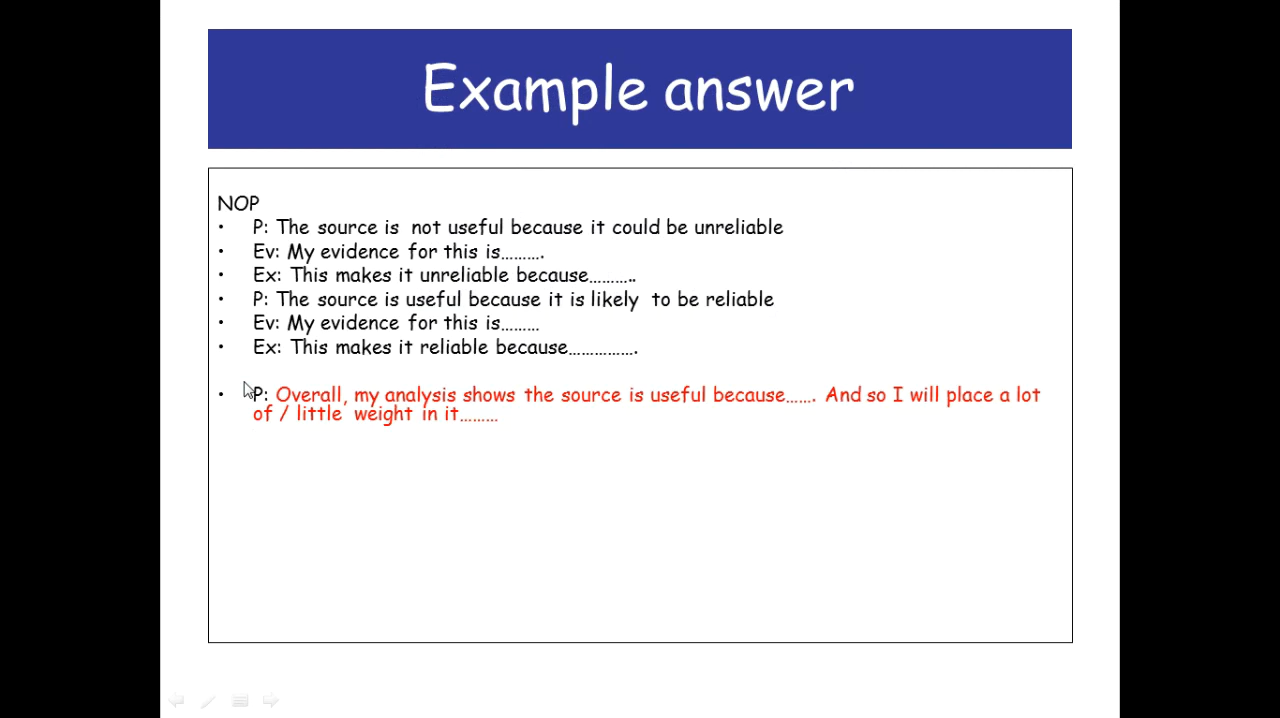 Example answer
NOP
• P: The source is  not useful because it could be unreliable
• Ev: My evidence for this is……….
• Ex: This makes it unreliable because………..
• P: The source is useful because it is likely  to be reliable
• Ev: My evidence for this is………
• Ex: This makes it reliable because…………….
• P: Overall, my analysis shows the source is useful because……. And so I will place a lot
of / little  weight in it………